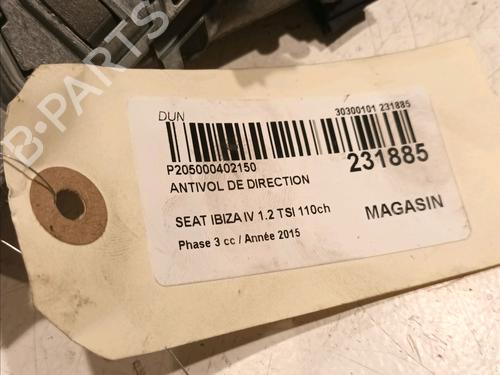 B-PARTS
DUN
30300101 231885
P205000402150
231885
ANTIVOL DE DIRECTION
SEAT IBIZA IV 1.2 TSI 110ch
MAGASIN
Phase 3 cc / Année 2015